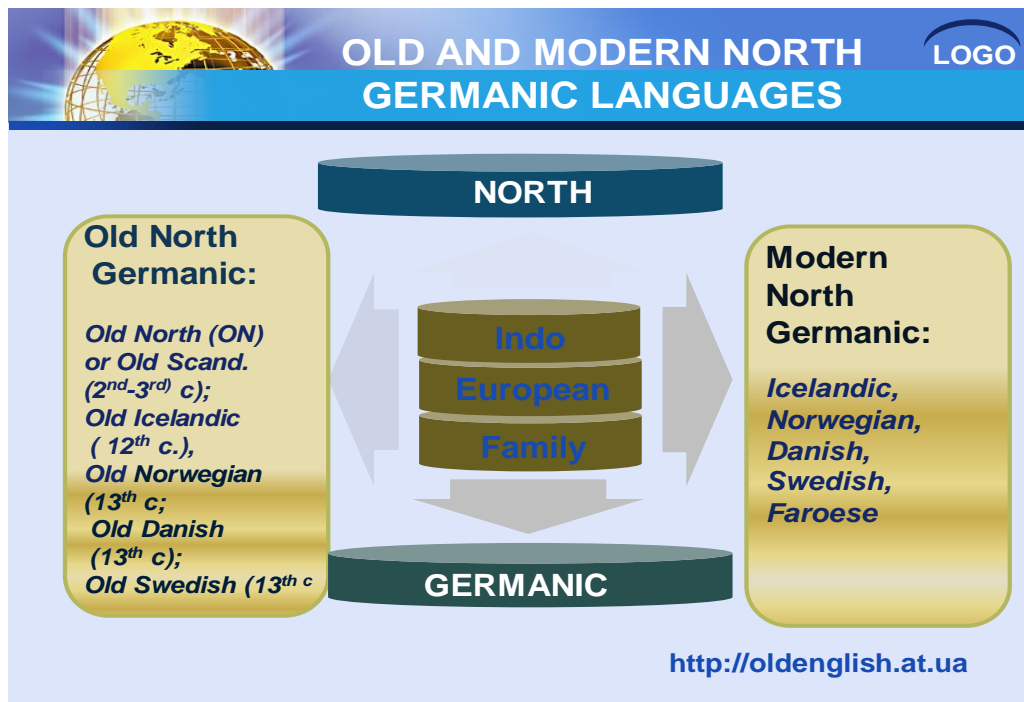 OLD AND MODERN NORTH
GERMANIC LANGUAGES
LOGO
NORTH
Old North
Germanic:
Old North (ON)
or Old Scand.
(2nd-3rd) c);
Old Icelandic
( 12th c.),
Old Norwegian
(13th c;
Old Danish
(13th c);
Old Swedish (13th c
Indo
European
Family
Modern
North
Germanic:
Icelandic,
Norwegian,
Danish,
Swedish,
Faroese
GERMANIC
http://oldenglish.at.ua